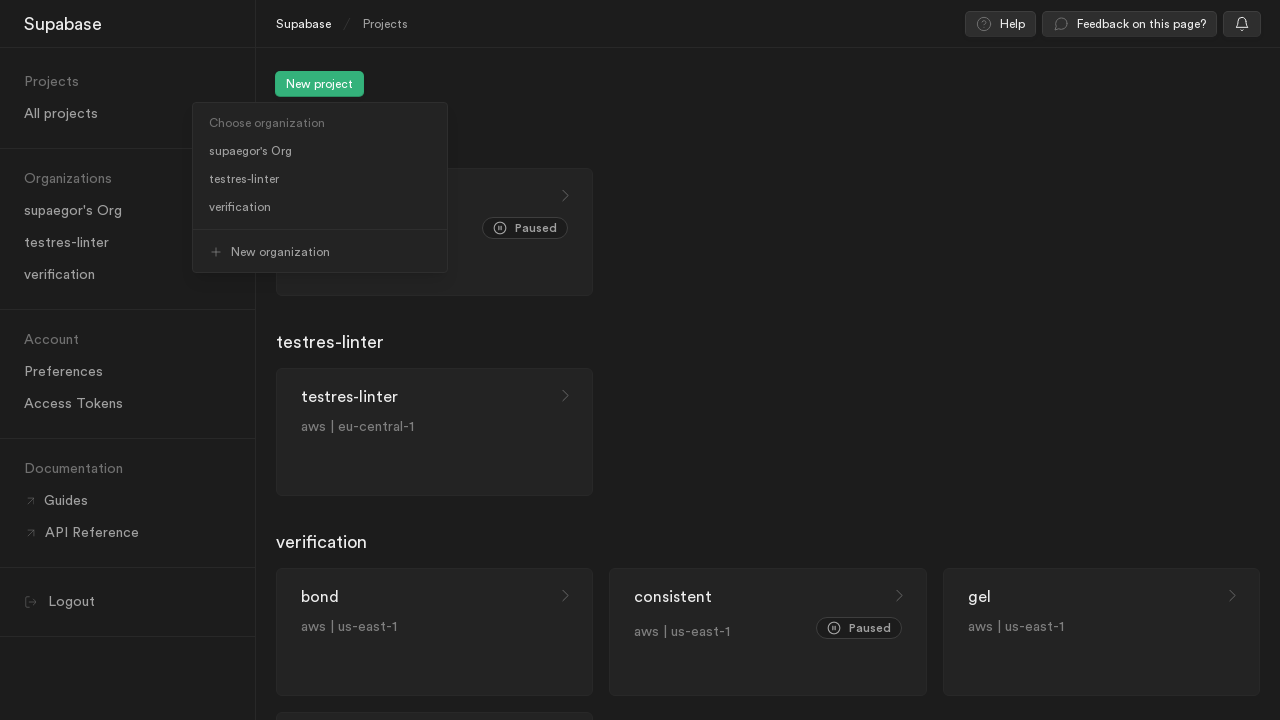 Supabase
Projects
All projects
Organizations
supaegor's Org
testres-linter
verification
Account
Preferences
Access Tokens
Documentation
Guides
API Reference
Logout
Supabase / Projects
Help
Feedback on this page?
New project
Choose organization
supaegor's Org
testres-linter
verification
New organization
Paused
testres-linter
testres-linter
aws | eu-central-1
verification
bond
aws | us-east-1
consistent
aws | us-east-1
Paused
gel
aws | us-east-1